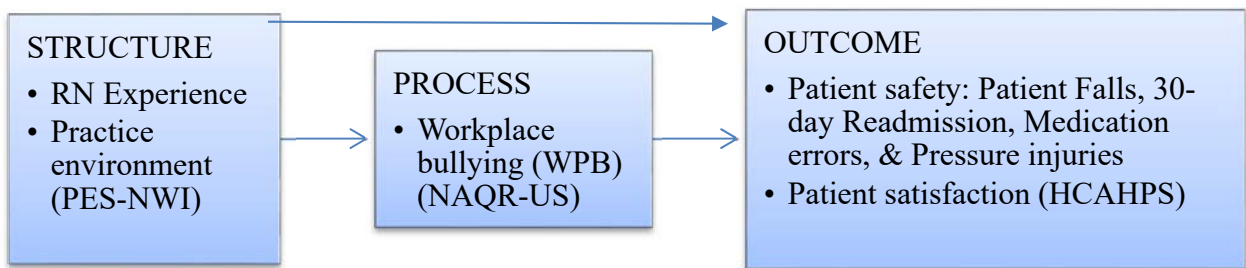 STRUCTURE
• RN Experience
• Practice
environment
(PES-NWI)
PROCESS
• Workplace
bullying (WPB)
(NAQR-US)
OUTCOME
• Patient safety: Patient Falls, 30-
day Readmission, Medication
errors, & Pressure injuries
• Patient satisfaction (HCAHPS)